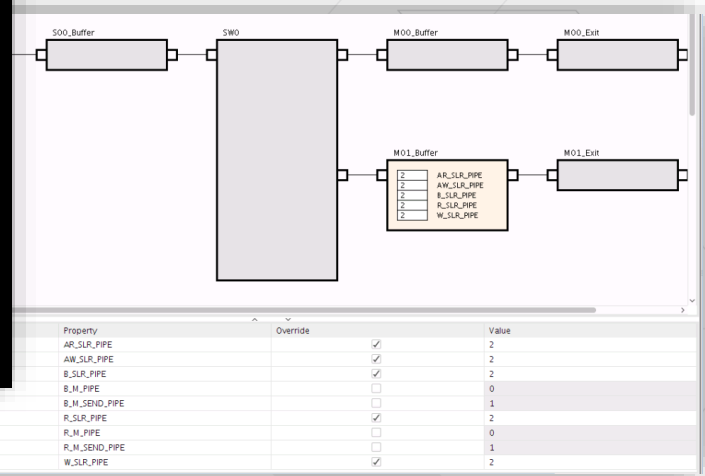 S00_Buffer SW0 M00_Buffer M00_Exit
M01_Buffer M01_Exit
2 AR_SLR_PIPE
2 AW_SLR_PIPE
2 B_SLR_PIPE
2 R_SLR_PIPE
2 W_SLR_PIPE
Property Override Value
AR_SLR_PIPE 2
AW_SLR_PIPE 2
B_SLR_PIPE 2
B_M_PIPE 0
B_M_SEND_PIPE 1
R_SLR_PIPE 2
R_M_PIPE 0
R_M_SEND_PIPE 1
W_SLR_PIPE 2